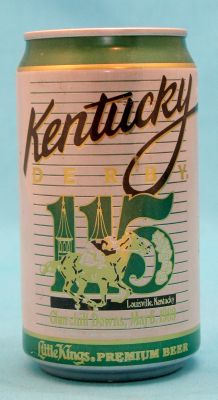 Kentucky
DERBY
115
Louisville, Kentucky
Churchill Downs, May 6, 1989
Little Kings® PREMIUM BEER